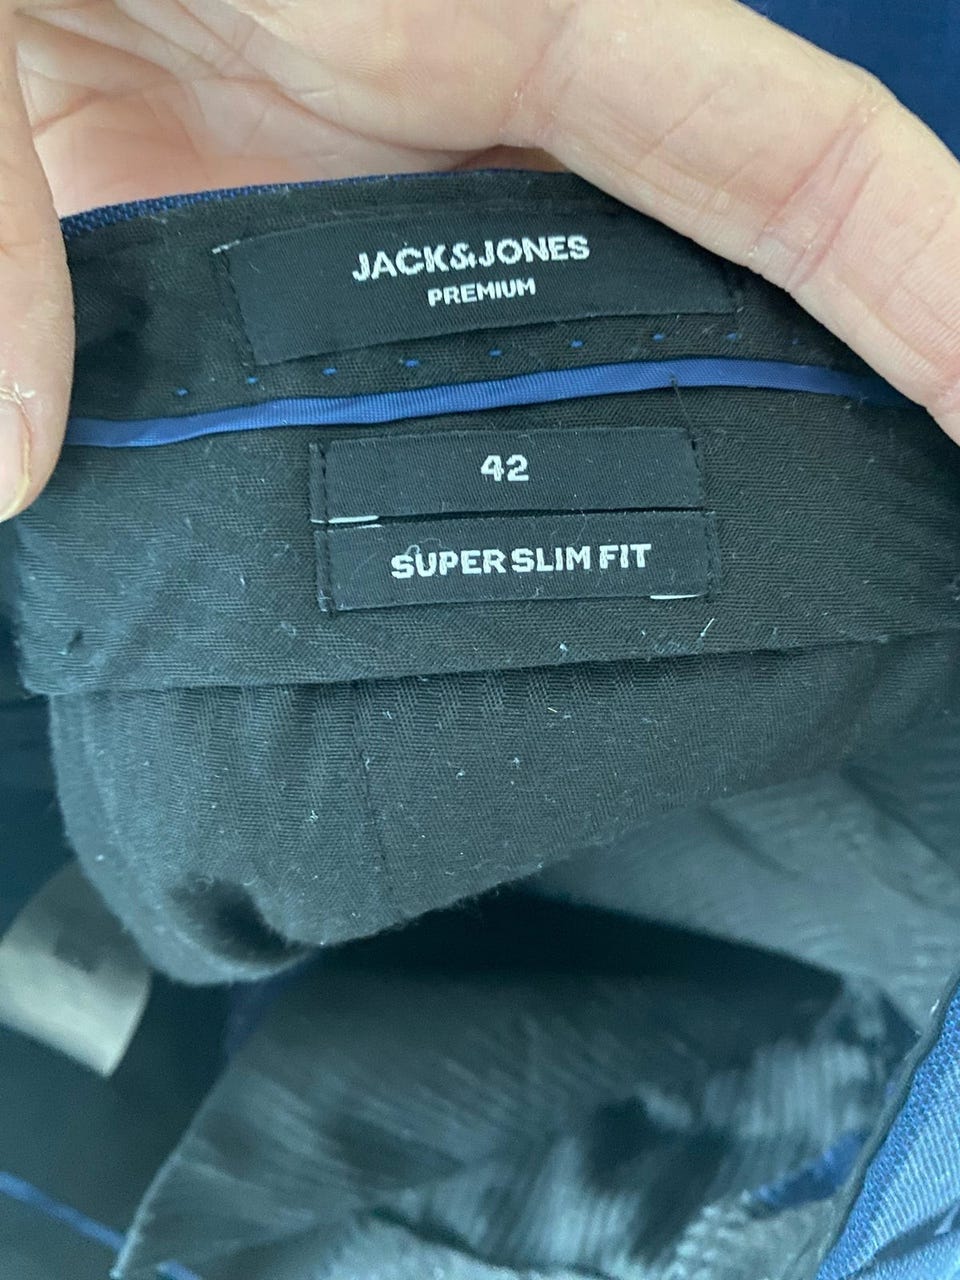 JACK&JONES
PREMIUM
42
SUPER SLIM FIT